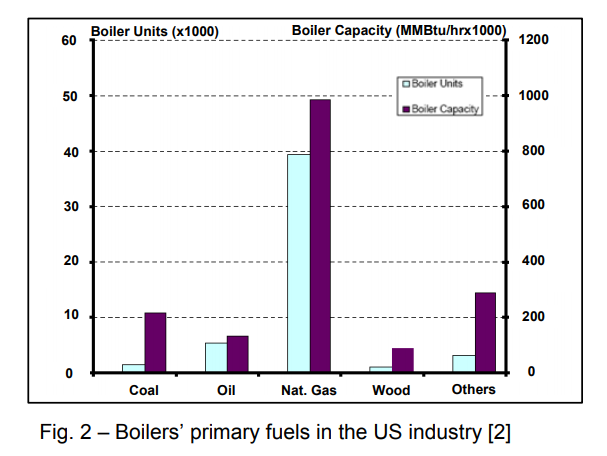 Boiler Units (x1000) Boiler Capacity (MMBtu/hrx1000)
60 1200
Boiler Units
Boiler Capacity
50 1000
40 800
30 600
20 400
10 200
0 0
Coal Oil Nat. Gas Wood Others
Fig. 2 – Boilers’ primary fuels in the US industry [2]